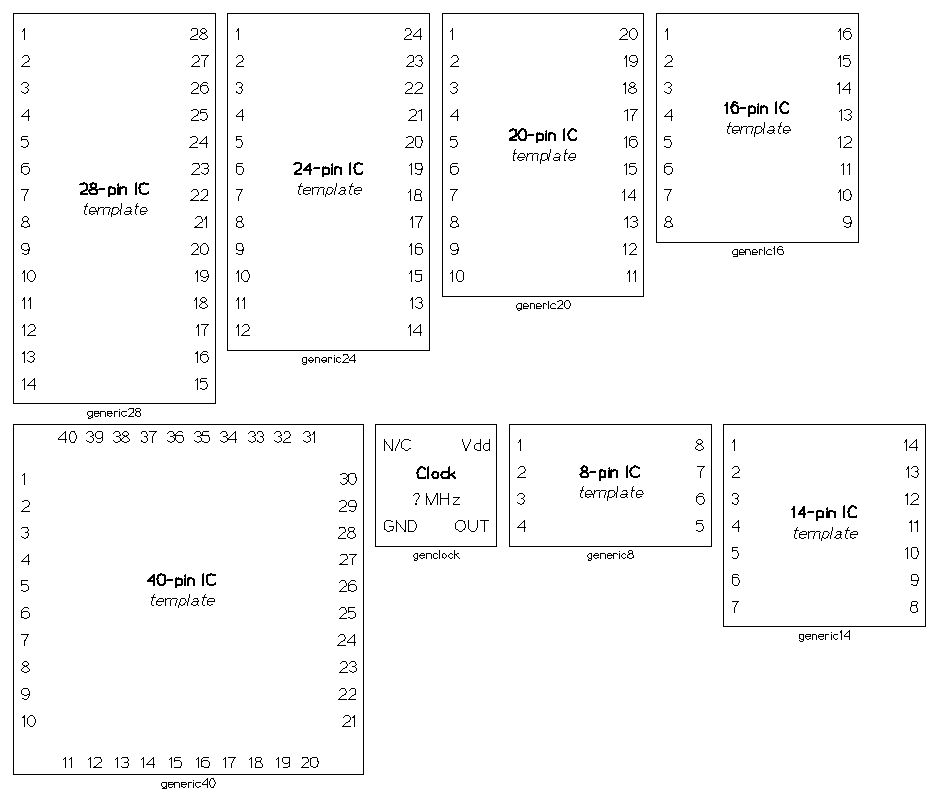 1 28
2 27
3 26
4 25
5 24
6 23
28-pin IC
7 22
template
8 21
9 20
10 19
11 18
12 17
13 16
14 15
generic28
1 24
2 23
3 22
4 21
5 20
6 24-pin IC 19
template
7 18
8 17
9 16
10 15
11 13
12 14
generic24
1 20
2 19
3 18
4 17
20-pin IC
5 16
template
6 15
7 14
8 13
9 12
10 11
generic20
1 16
2 15
3 14
16-pin IC
4 13
template
5 12
6 11
7 10
8 9
generic16
40 39 38 37 36 35 34 33 32 31
1 30
2 29
3 28
4 27
40-pin IC
5 26
template
6 25
7 24
8 23
9 22
10 21
11 12 13 14 15 16 17 18 19 20
generic40
N/C Vdd
Clock
? MHz
GND OUT
genclock
1 8
2 8-pin IC 7
template
3 6
4 5
generic8
1 14
2 13
3 12
14-pin IC
4 11
template
5 10
6 9
7 8
generic14